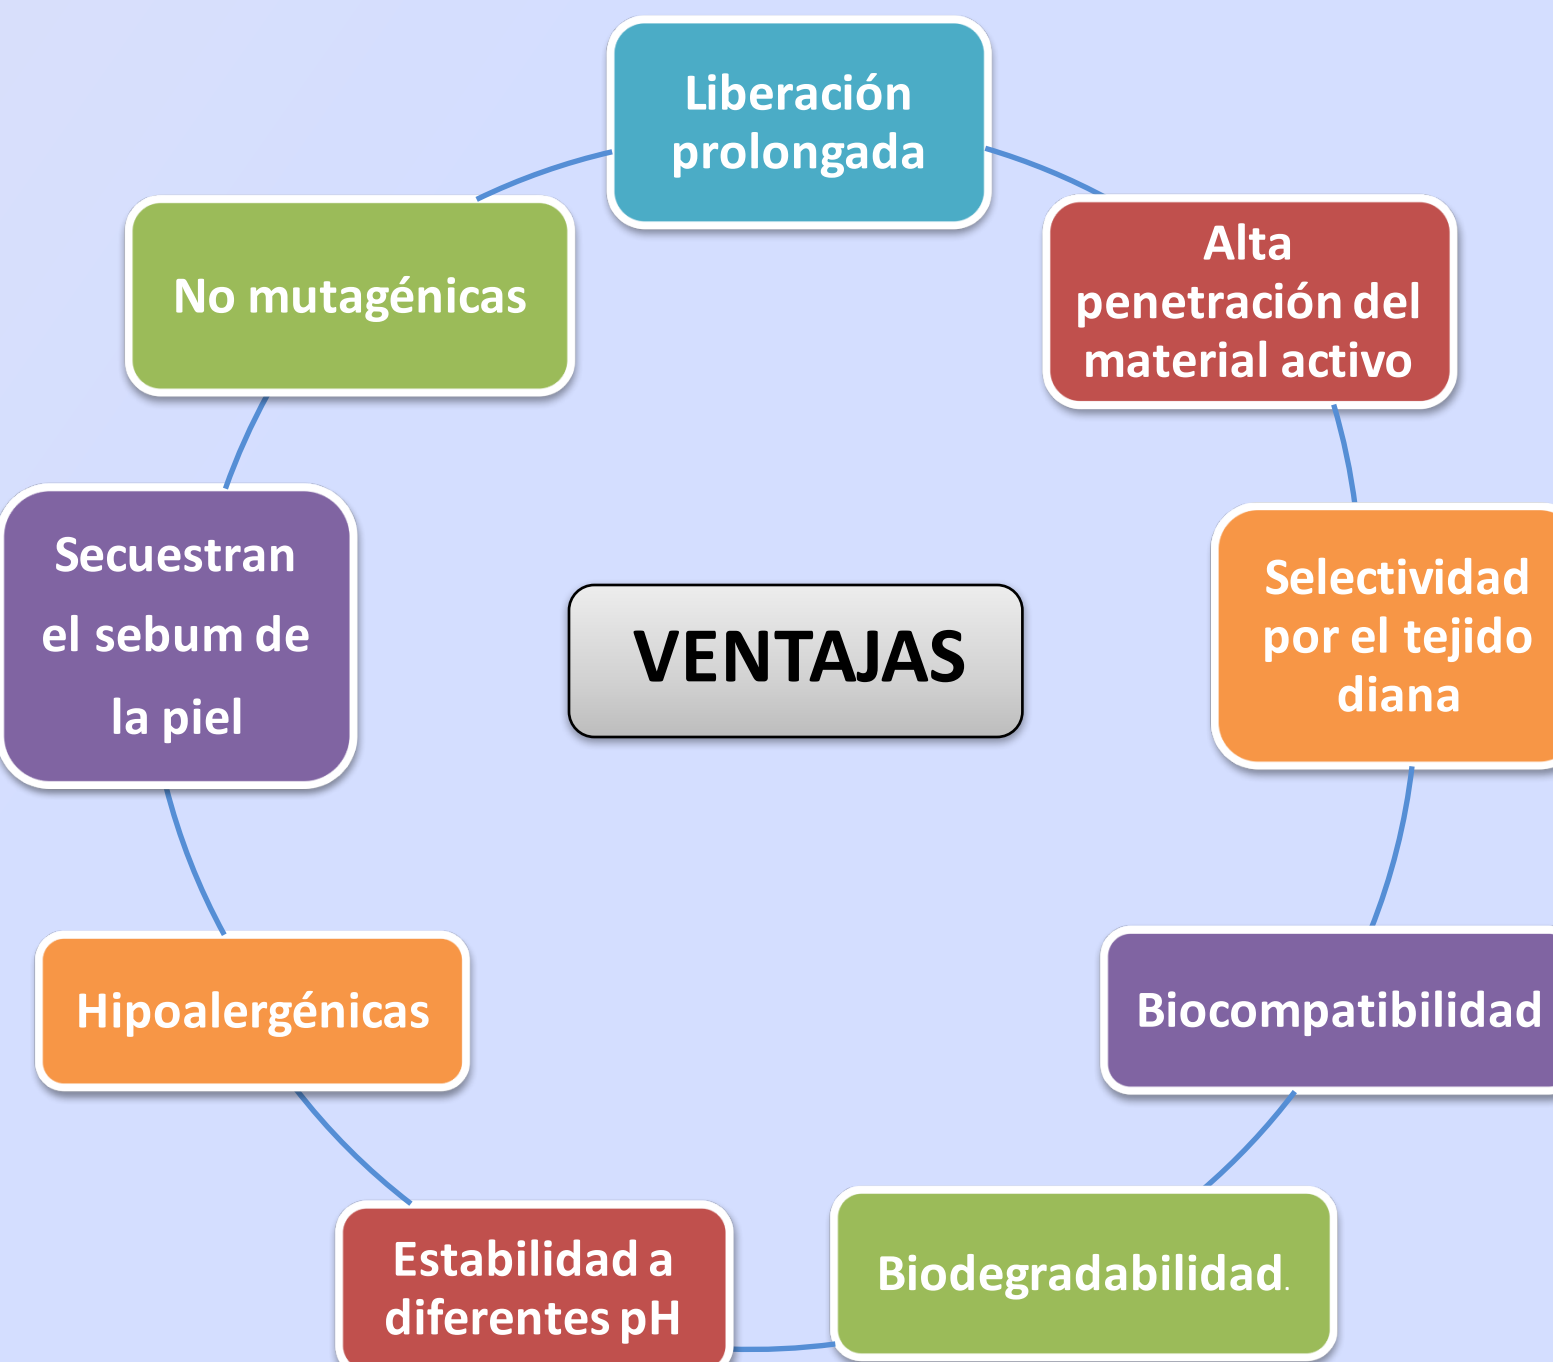 Liberación
prolongada
Alta
penetración del
material activo
Selectividad
por el tejido
diana
Biocompatibilidad
Biodegradabilidad.
Estabilidad a
diferentes pH
Hipoalergénicas
Secuestran
el sebum de
la piel
No mutagénicas
VENTAJAS